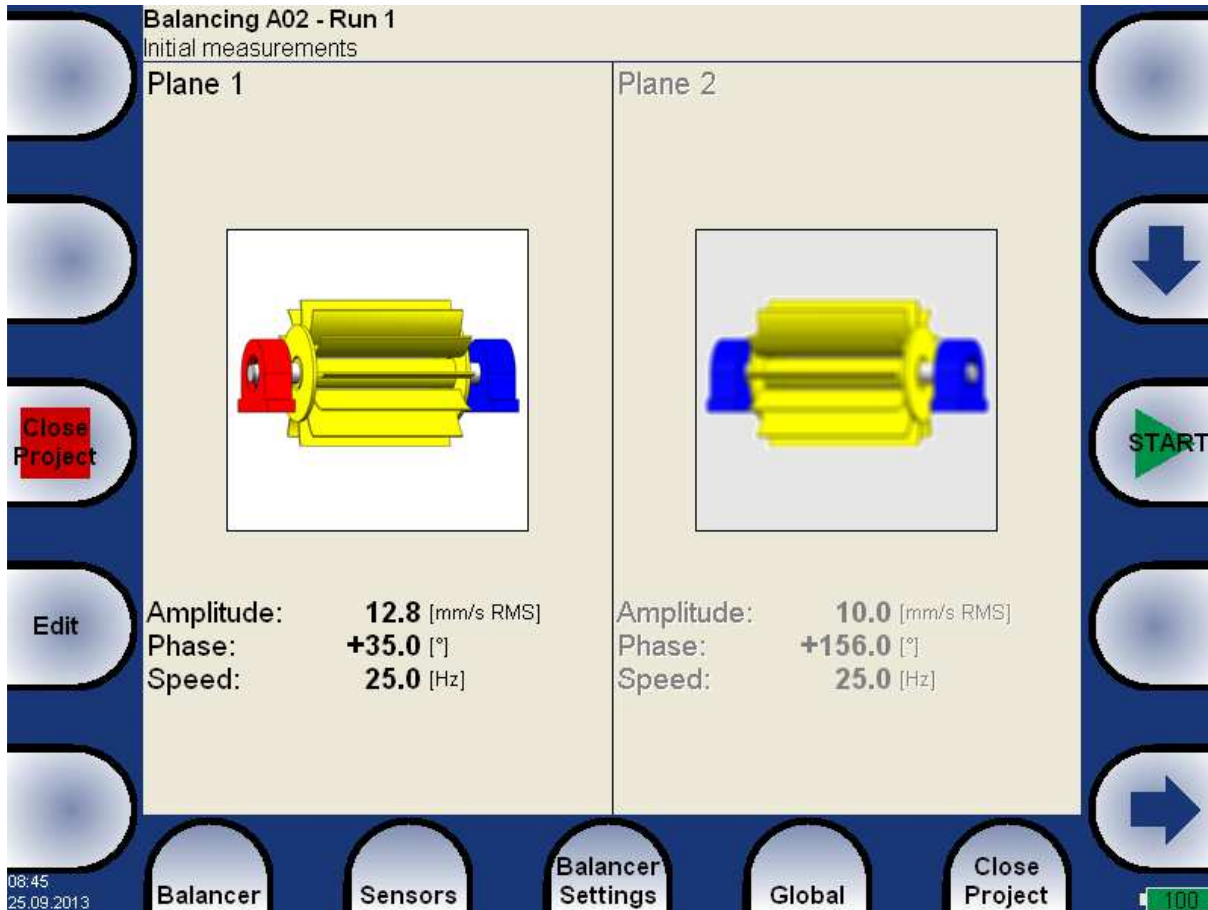 Balancing A02 - Run 1
Initial measurements
Plane 1
Plane 2
Close
Project
START
Edit
Amplitude: 12.8 [mm/s RMS]
Phase: +35.0 [°]
Speed: 25.0 [Hz]
Amplitude: 10.0 [mm/s RMS]
Phase: +156.0 [°]
Speed: 25.0 [Hz]
08:45
25.09.2013
Balancer
Sensors
Balancer
Settings
Global
Close
Project
100